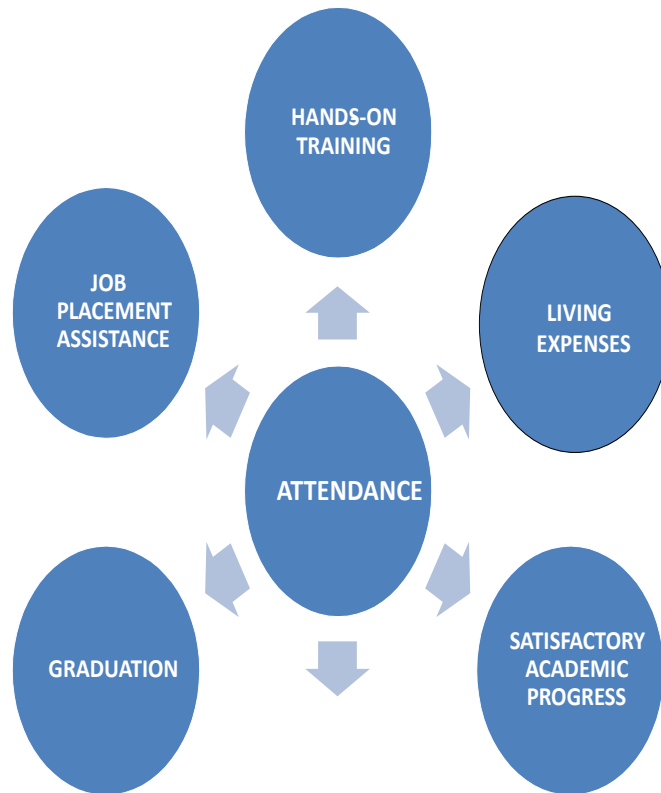 HANDS-ON
TRAINING
JOB
PLACEMENT
ASSISTANCE
LIVING
EXPENSES
ATTENDANCE
GRADUATION
SATISFACTORY
ACADEMIC
PROGRESS